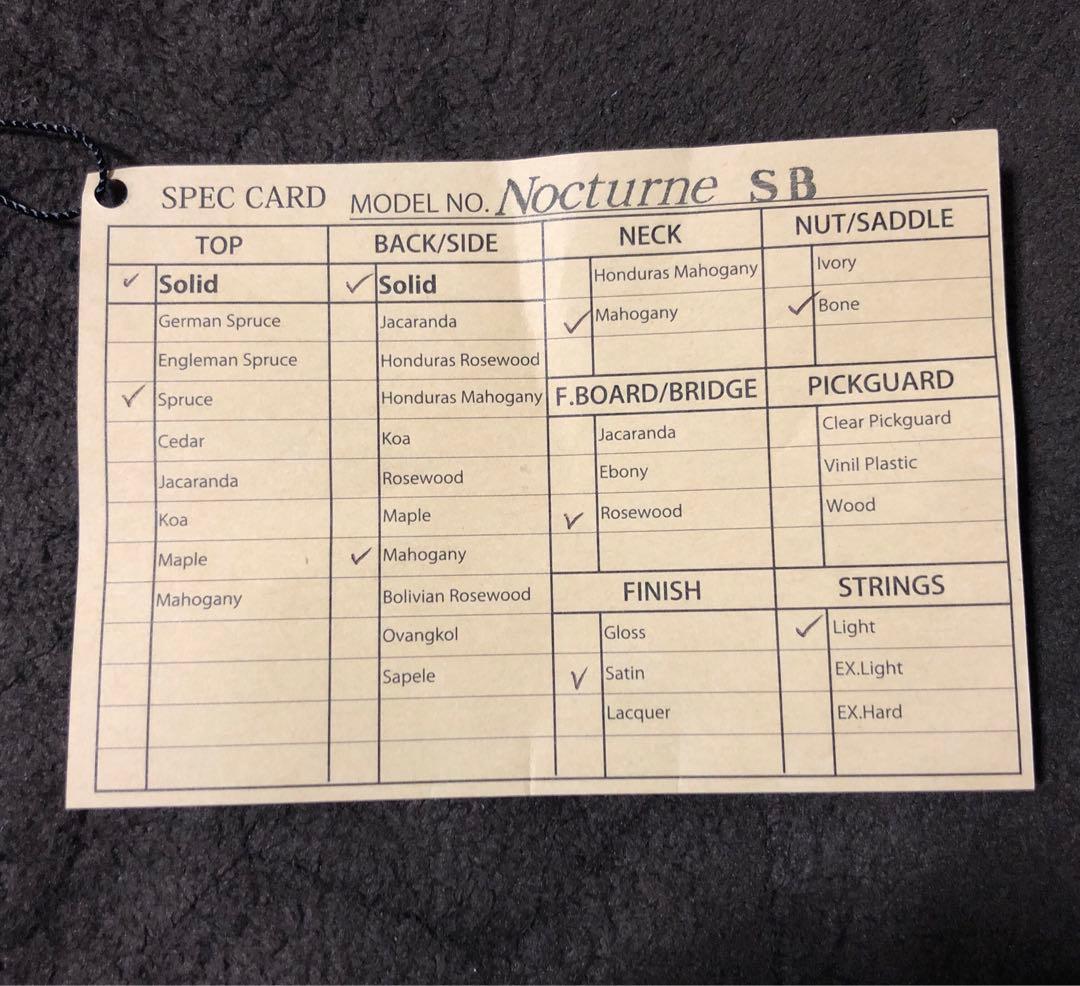 SPEC CARD MODEL NO. Nocturne SB
TOP
✓ Solid
German Spruce
Engleman Spruce
✓ Spruce
Cedar
Jacaranda
Koa
Maple
Mahogany
BACK/SIDE
✓ Solid
Jacaranda
Honduras Rosewood
Honduras Mahogany
Koa
Rosewood
Maple
✓ Mahogany
Bolivian Rosewood
Ovangkol
Sapele
NECK
Honduras Mahogany
✓ Mahogany
F.BOARD/BRIDGE
Jacaranda
Ebony
✓ Rosewood
FINISH
Gloss
✓ Satin
Lacquer
NUT/SADDLE
Ivory
✓ Bone
PICKGUARD
Clear Pickguard
Vinil Plastic
Wood
STRINGS
✓ Light
EX.Light
EX.Hard